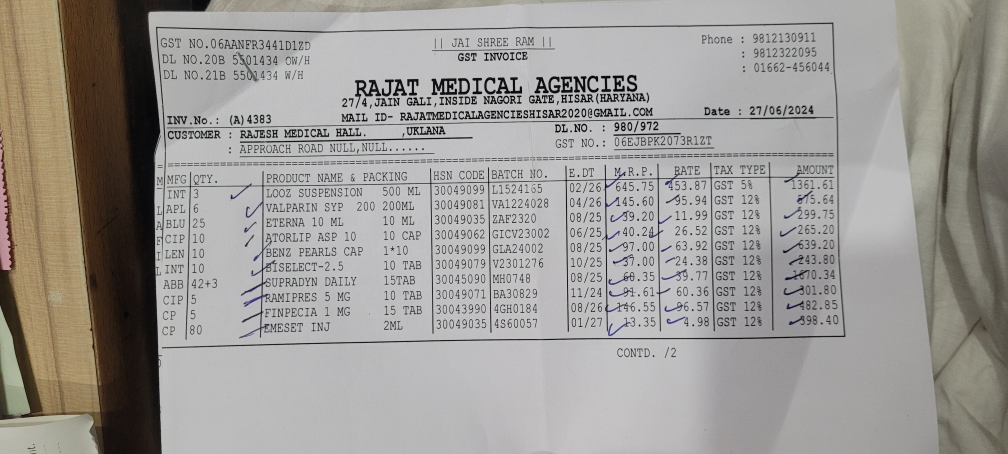 GST NO.06AANFR3441D1ZD || JAI SHREE RAM || Phone : 9812130911
DL NO.20B 5501434 OW/H GST INVOICE : 9812322095
DL NO.21B 5501434 W/H : 01662-456044
RAJAT MEDICAL AGENCIES
27/4,JAIN GALI,INSIDE NAGORI GATE,HISAR(HARYANA)
INV.No.: (A)4383 MAIL ID- RAJATMEDICALAGENCIESHISAR2020@GMAIL.COM Date : 27/06/2024
CUSTOMER : RAJESH MEDICAL HALL. ,UKLANA DL.NO. : 980/972
: APPROACH ROAD NULL,NULL...... GST NO.: 06EJBPK2073R1ZT
M MFG QTY. PRODUCT NAME & PACKING HSN CODE BATCH NO. E.DT M.R.P. RATE TAX TYPE AMOUNT
INT 3 LOOZ SUSPENSION 500 ML 30049099 L1524165 02/26 645.75 453.87 GST 5% 1361.61
L APL 6 VALPARIN SYP 200 200ML 30049081 VA1224028 04/26 145.60 95.94 GST 12% 575.64
A BLU 25 ETERNA 10 ML 10 ML 30049035 ZAF2320 08/25 39.20 11.99 GST 12% 299.75
F CIP 10 ATORLIP ASP 10 10 CAP 30049062 GICV23002 06/25 40.24 26.52 GST 12% 265.20
I LEN 10 BENZ PEARLS CAP 1*10 30049099 GLA24002 08/25 97.00 63.92 GST 12% 639.20
L INT 10 BISELECT-2.5 10 TAB 30049079 V2301276 10/25 37.00 24.38 GST 12% 243.80
ABB 42+3 SUPRADYN DAILY 15TAB 30045090 MH0748 08/25 60.35 39.77 GST 12% 1670.34
CIP 5 RAMIPRES 5 MG 10 TAB 30049071 BA30829 11/24 91.61 60.36 GST 12% 301.80
CP 5 FINPECIA 1 MG 15 TAB 30043990 4GH0184 08/26 146.55 96.57 GST 12% 482.85
CP 80 EMESET INJ 2ML 30049035 4S60057 01/27 13.35 4.98 GST 12% 398.40
CONTD. /2